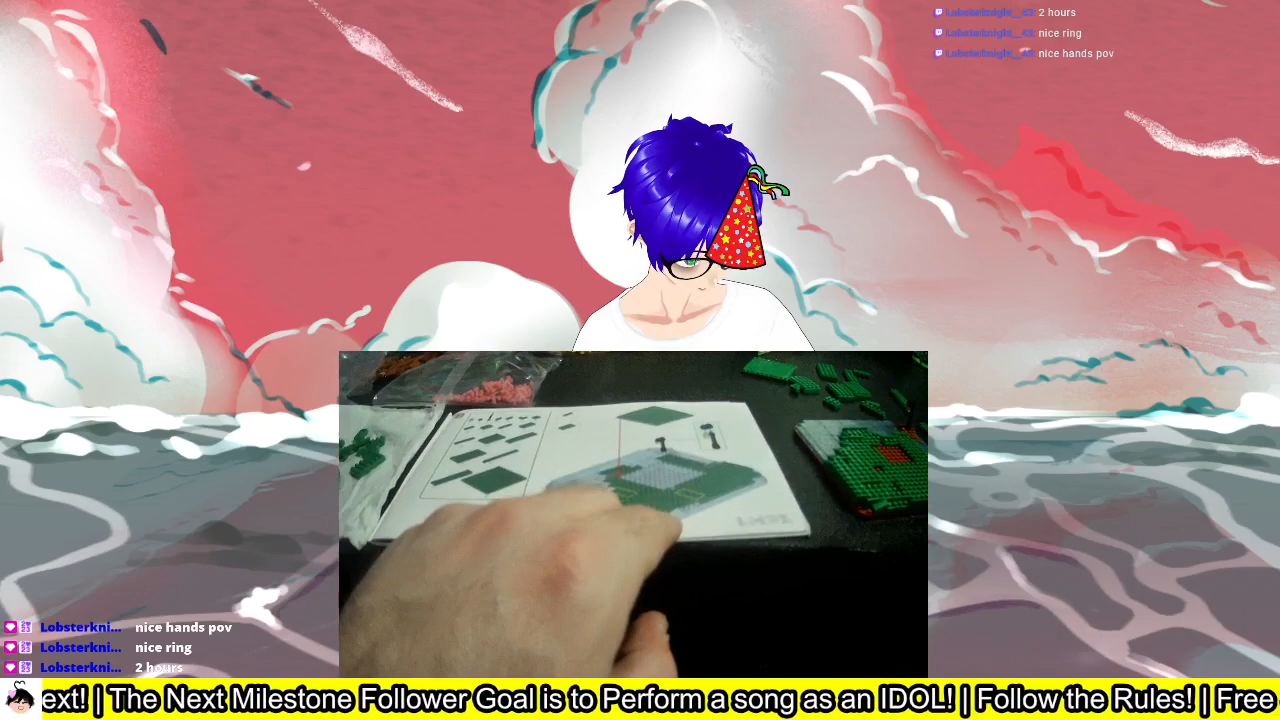 2 hours
nice ring
nice hands pov
Lobsterkni... nice hands pov
Lobsterkni... nice ring
Lobsterkni... 2 hours
ext! | The Next Milestone Follower Goal is to Perform a song as an IDOL! | Follow the Rules! | Free